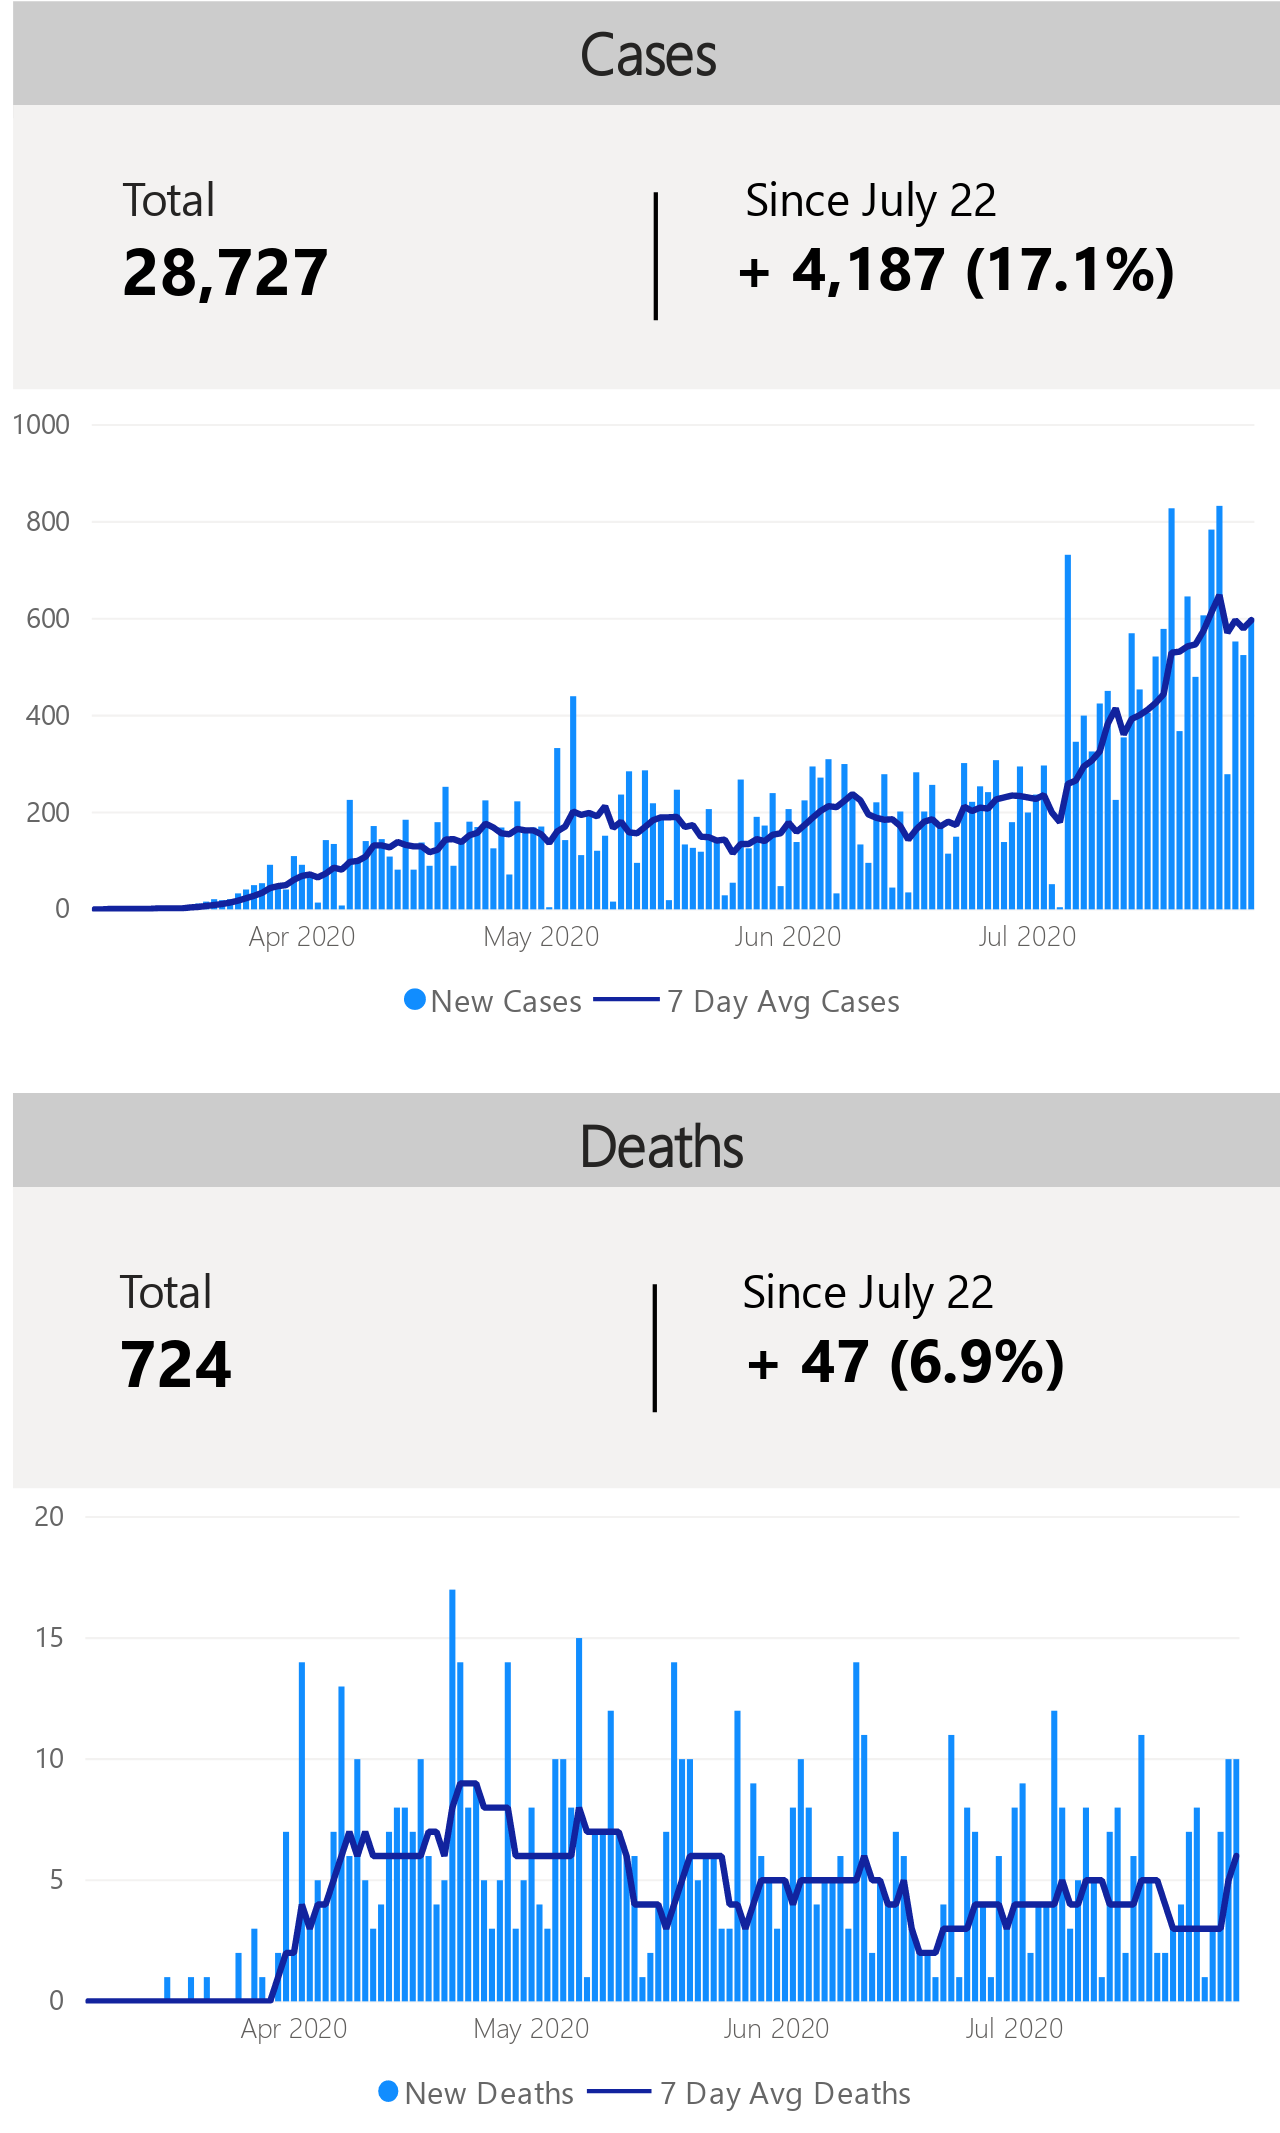 Cases
Total
Since July 22
28,727
+ 4,187 (17.1%)
1000
800
600
400
200
0
Apr 2020
May 2020
Jun 2020
Jul 2020
New Cases
7 Day Avg Cases
Deaths
Total
Since July 22
724
+ 47 (6.9%)
20
15
10
5
0
Apr 2020
May 2020
Jun 2020
Jul 2020
New Deaths
7 Day Avg Deaths